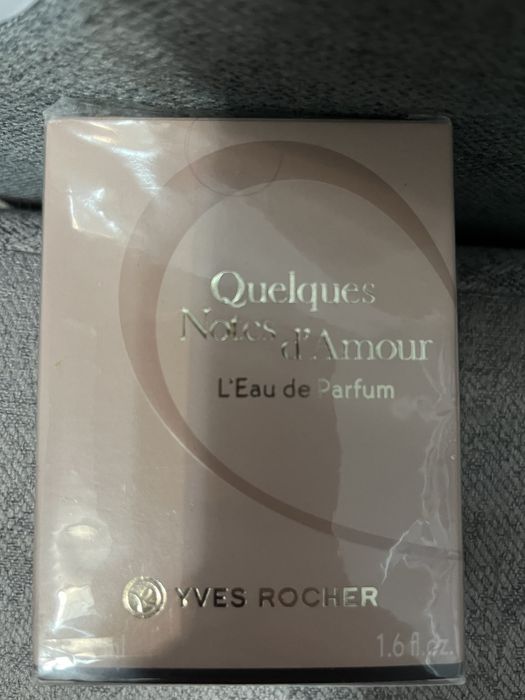 Quelques
Notes d'Amour
L'Eau de Parfum
YVES ROCHER
1.6 fl.oz.